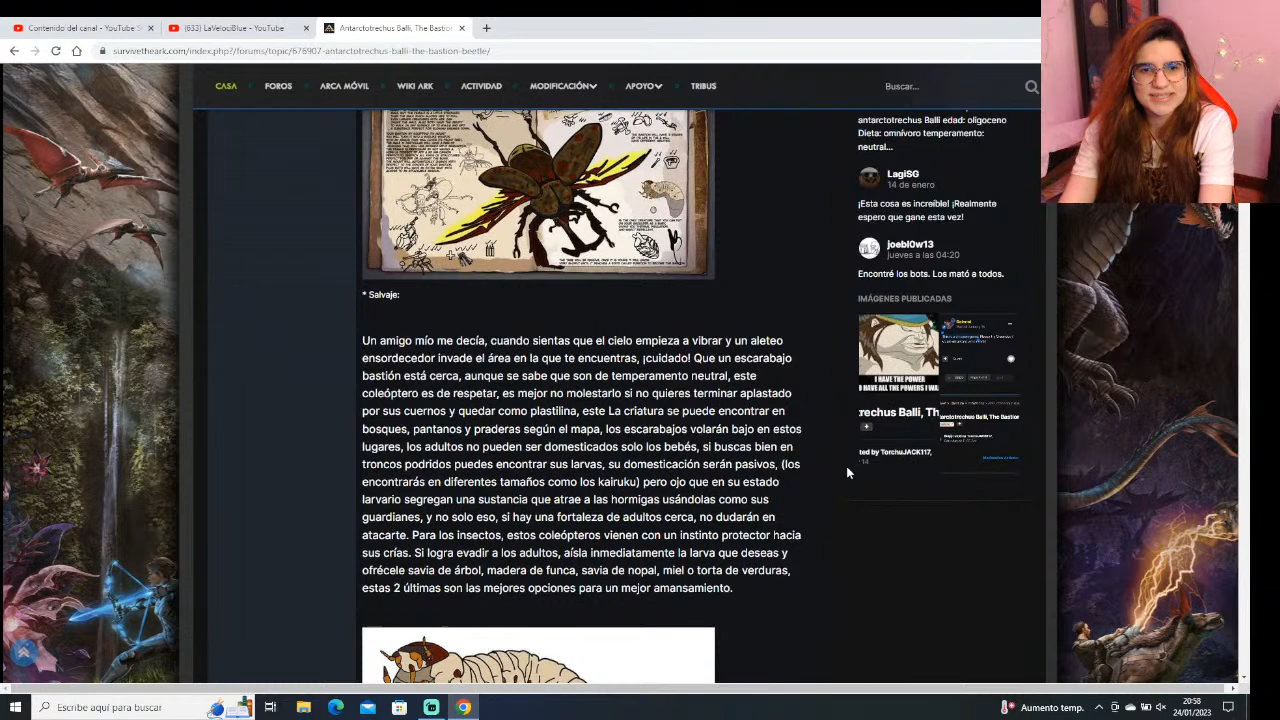 Contenido del canal - YouTube S
(633) LaVelociBlue - YouTube
Antarctotrechus Balli, The Bastion
survivetheark.com/index.php?/forums/topic/676907-antarctotrechus-balli-the-bastion-beetle/
CASA
FOROS
ARCA MÓVIL
WIKI ARK
ACTIVIDAD
MODIFICACIÓN
APOYO
TRIBUS
Buscar...
antarctotrechus Balli edad: oligoceno
Dieta: omnívoro temperamento:
neutral...
LagiSG
14 de enero
¡Esta cosa es increíble! ¡Realmente
espero que gane esta vez!
joebl0w13
jueves a las 04:20
Encontré los bots. Los mató a todos.
IMÁGENES PUBLICADAS
I HAVE THE POWER
O HAVE ALL THE POWERS I WA
trechus Balli, Th
arctotrechus Balli, The Bastion
ted by TorchuJACK117,
* Salvaje:
Un amigo mío me decía, cuando sientas que el cielo empieza a vibrar y un aleteo
ensordecedor invade el área en la que te encuentras, ¡cuidado! Que un escarabajo
bastión está cerca, aunque se sabe que son de temperamento neutral, este
coleóptero es de respetar, es mejor no molestarlo si no quieres terminar aplastado
por sus cuernos y quedar como plastilina, este La criatura se puede encontrar en
bosques, pantanos y praderas según el mapa, los escarabajos volarán bajo en estos
lugares, los adultos no pueden ser domesticados solo los bebés, si buscas bien en
troncos podridos puedes encontrar sus larvas, su domesticación serán pasivos, (los
encontrarás en diferentes tamaños como los kairuku) pero ojo que en su estado
larvario segregan una sustancia que atrae a las hormigas usándolas como sus
guardianes, y no solo eso, si hay una fortaleza de adultos cerca, no dudarán en
atacarte. Para los insectos, estos coleópteros vienen con un instinto protector hacia
sus crías. Si logra evadir a los adultos, aísla inmediatamente la larva que deseas y
ofrécele savia de árbol, madera de funca, savia de nopal, miel o torta de verduras,
estas 2 últimas son las mejores opciones para un mejor amansamiento.
Escribe aquí para buscar
Aumento temp.
20:58
24/01/2023